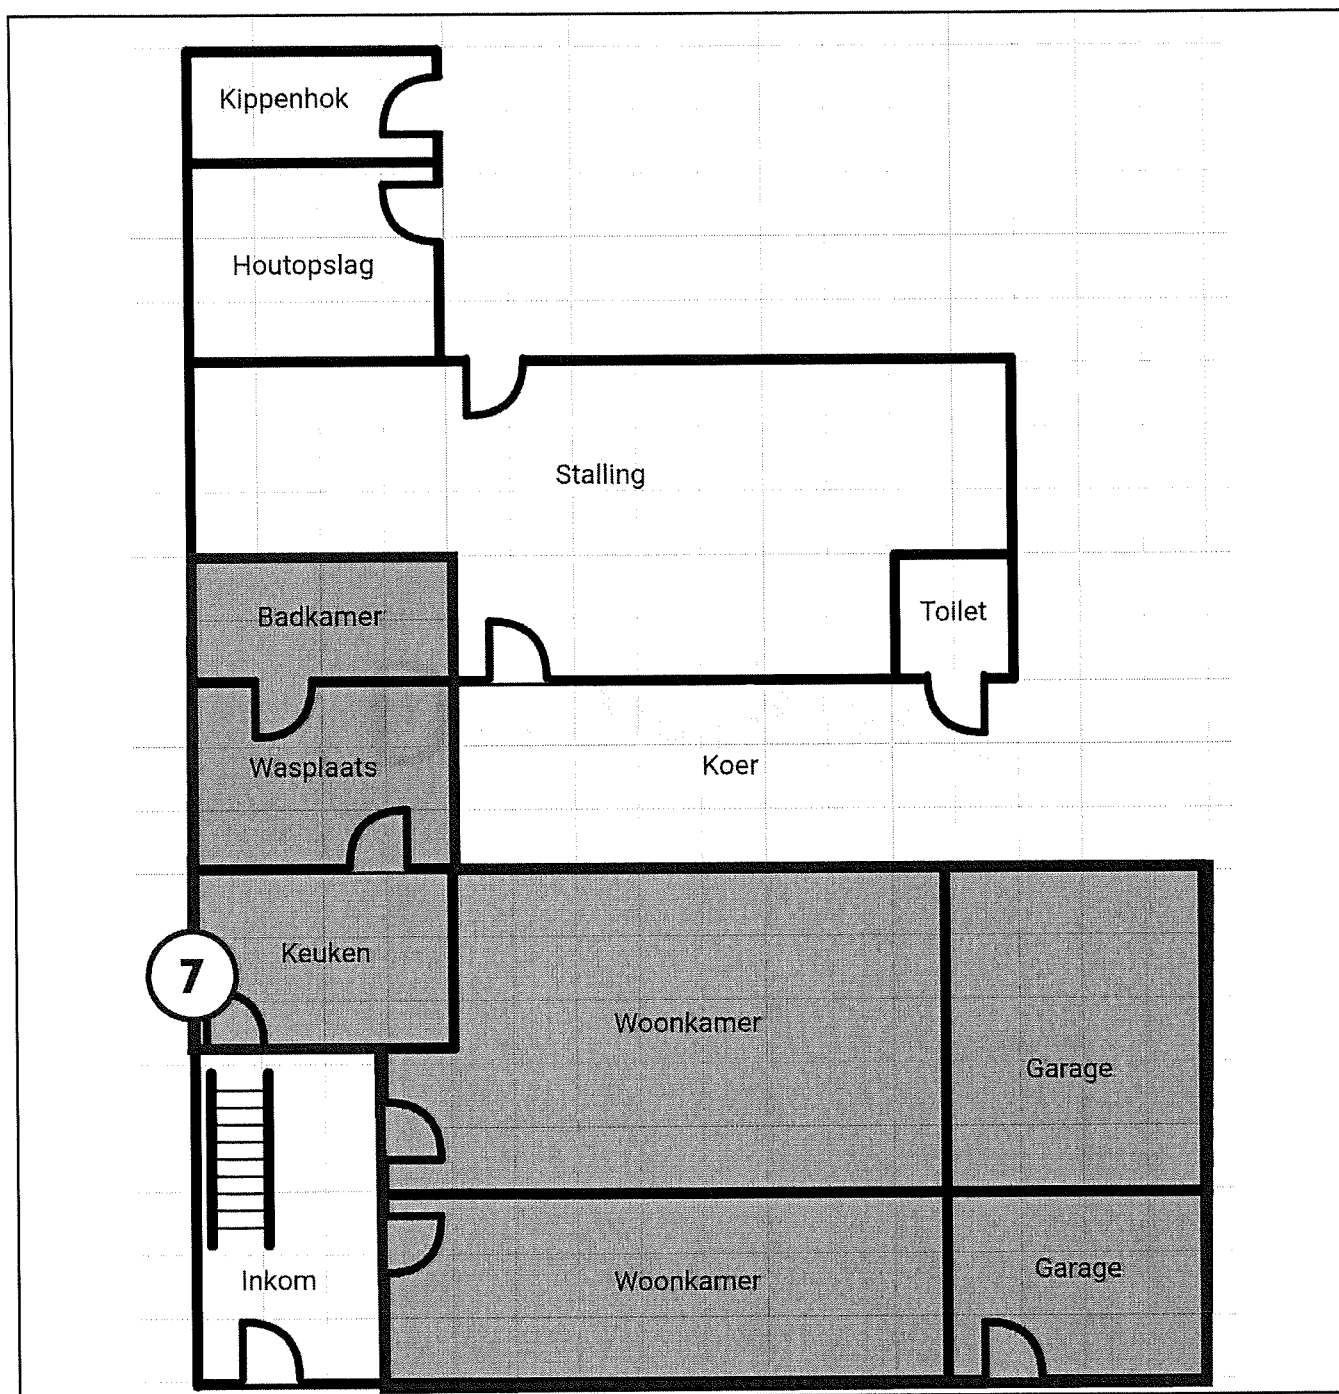 Kippenhok
Houtopslag
Stalling
Badkamer
Toilet
Wasplaats
Koer
Keuken
7
Woonkamer
Garage
Inkom
Woonkamer
Garage